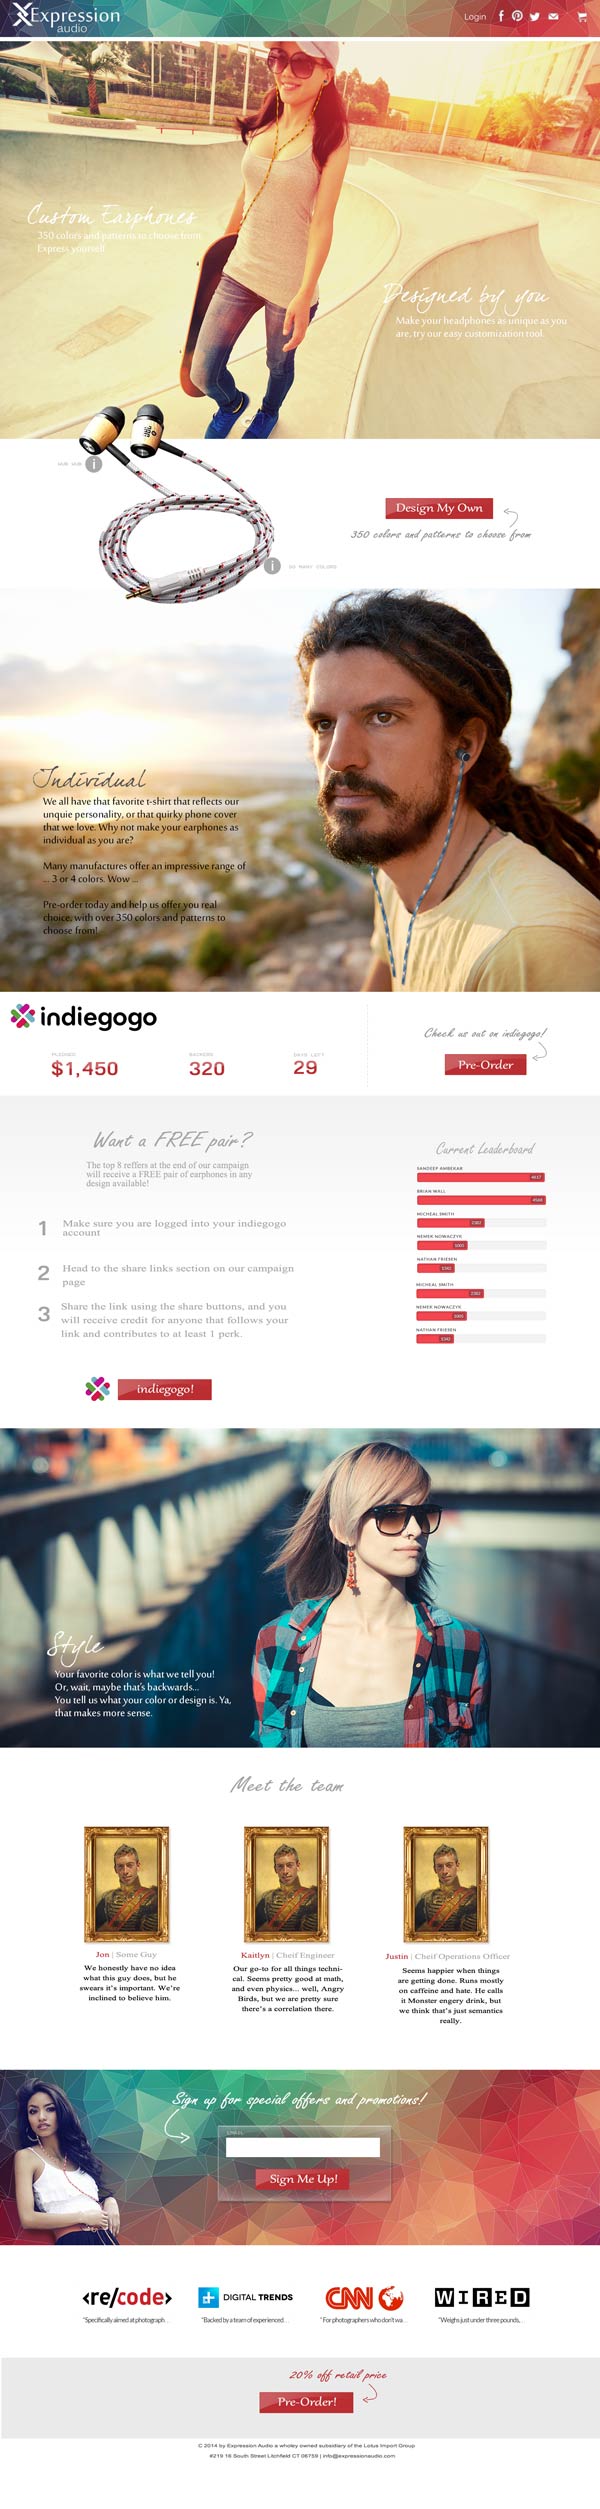 Expression
audio
Login
Custom Earphones
350 colors and patterns to choose from
Express yourself
Designed by you
Make your headphones as unique as you
are, try our easy customization tool.
SO MANY COLORS
Design My Own
350 colors and patterns to choose from
Individual
We all have that favorite t-shirt that reflects our
unquie personality, or that quirky phone cover
that we love. Why not make your earphones as
individual as you are?
Many manufactures offer an impressive range of
... 3 or 4 colors. Wow ...
Pre-order today and help us offer you real
choice, with over 350 colors and patterns to
choose from!
indiegogo
PLEDGED
BACKERS
DAYS LEFT
$1,450
320
29
Check us out on indiegogo!
Pre-Order
Want a FREE pair?
The top 8 reffers at the end of our campaign
will receive a FREE pair of earphones in any
design available!
1 Make sure you are logged into your indiegogo
account
2 Head to the share links section on our campaign
page
3 Share the link using the share buttons, and you
will receive credit for anyone that follows your
link and contributes to at least 1 perk.
indiegogo!
Current Leaderboard
SANDEEP AMBEKAR
4617
BRIAN WALL
4568
MICHEAL SMITH
2382
NEMEK NOWACZYK
1005
NATHAN FRIESEN
1342
MICHEAL SMITH
2382
NEMEK NOWACZYK
1005
NATHAN FRIESEN
1342
Style
Your favorite color is what we tell you!
Or, wait, maybe that's backwards...
You tell us what your color or design is. Ya,
that makes more sense.
Meet the team
Jon | Some Guy
We honestly have no idea
what this guy does, but he
swears it's important. We're
inclined to believe him.
Kaitlyn | Cheif Engineer
Our go-to for all things techni-
cal. Seems pretty good at math,
and even physics... well, Angry
Birds, but we are pretty sure
there's a correlation there.
Justin | Cheif Operations Officer
Seems happier when things
are getting done. Runs mostly
on caffeine and hate. He calls
it Monster engery drink, but
we think that's just semantics
really.
Sign up for special offers and promotions!
EMAIL
Sign Me Up!
<re/code>
DIGITAL TRENDS
CNN
WIRED
"Specifically aimed at photograph...
"Backed by a team of experienced...
"For photographers who don't wa...
"Weighs just under three pounds,...
20% off retail price
Pre-Order!
© 2014 by Expression Audio a wholey owned subsidiary of the Lotus Import Group
#219 16 South Street Litchfield CT 06759 | info@expressionaudio.com